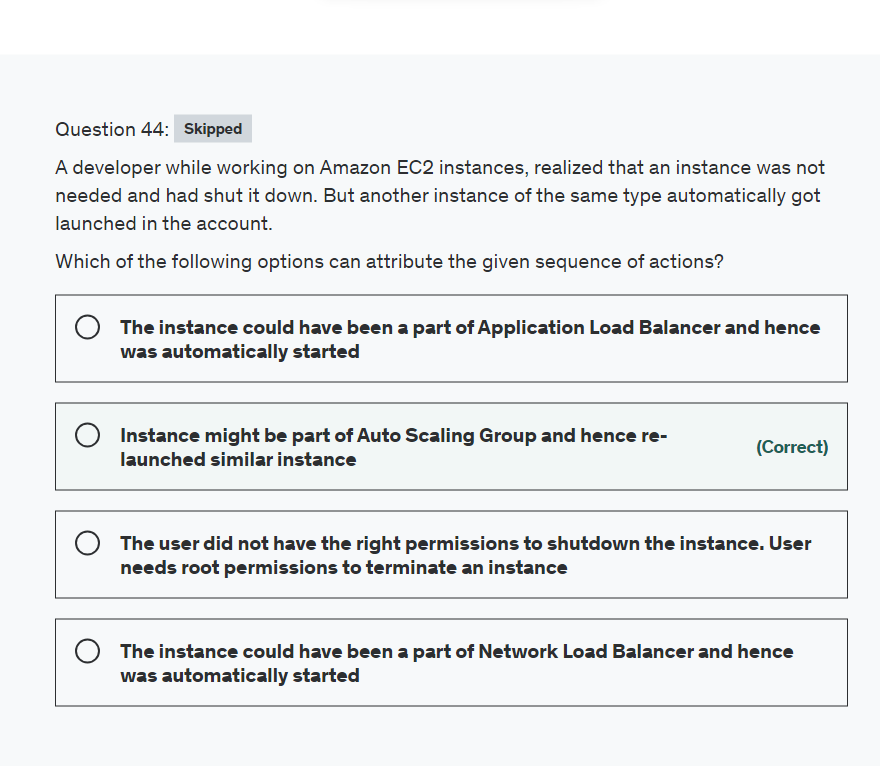 Question 44: Skipped
A developer while working on Amazon EC2 instances, realized that an instance was not
needed and had shut it down. But another instance of the same type automatically got
launched in the account.
Which of the following options can attribute the given sequence of actions?
The instance could have been a part of Application Load Balancer and hence
was automatically started
Instance might be part of Auto Scaling Group and hence re-
launched similar instance
(Correct)
The user did not have the right permissions to shutdown the instance. User
needs root permissions to terminate an instance
The instance could have been a part of Network Load Balancer and hence
was automatically started